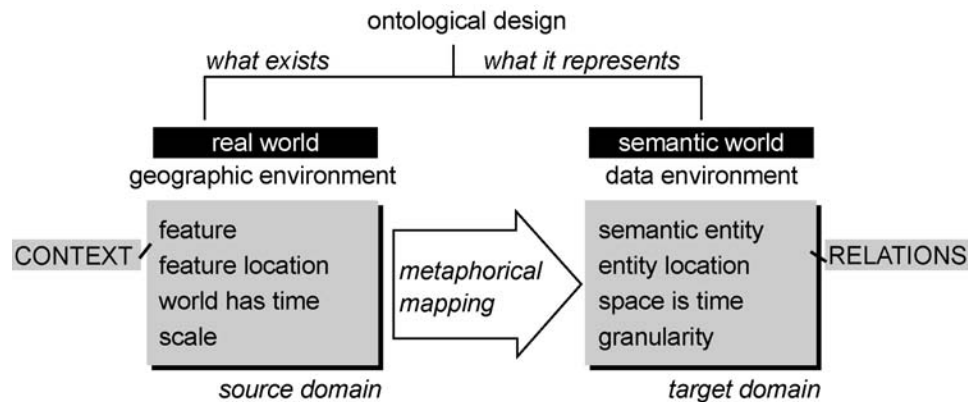 ontological design
what exists
what it represents
real world
semantic world
geographic environment
data environment
CONTEXT
feature
feature location
world has time
scale
metaphorical
mapping
semantic entity
entity location
space is time
granularity
RELATIONS
source domain
target domain